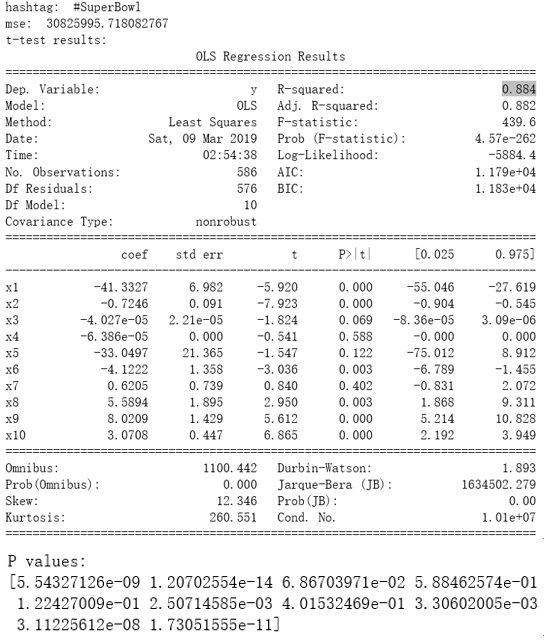 hashtag:  #SuperBowl
mse:  30825995.718082767
t-test results:
OLS Regression Results
==============================================================================
Dep. Variable:                      y   R-squared:                       0.884
Model:                            OLS   Adj. R-squared:                  0.882
Method:                 Least Squares   F-statistic:                     439.6
Date:                Sat, 09 Mar 2019   Prob (F-statistic):          4.57e-262
Time:                        02:54:38   Log-Likelihood:                -5884.4
No. Observations:                 586   AIC:                         1.179e+04
Df Residuals:                     576   BIC:                         1.183e+04
Df Model:                          10
Covariance Type:            nonrobust
==============================================================================
coef    std err          t      P>|t|      [0.025      0.975]
------------------------------------------------------------------------------
x1           -41.3327      6.982     -5.920      0.000     -55.046     -27.619
x2            -0.7246      0.091     -7.923      0.000      -0.904      -0.545
x3         -4.027e-05   2.21e-05     -1.824      0.069   -8.36e-05    3.09e-06
x4         -6.386e-05      0.000     -0.541      0.588      -0.000       0.000
x5           -33.0497     21.365     -1.547      0.122     -75.012       8.912
x6            -4.1222      1.358     -3.036      0.003      -6.789      -1.455
x7             0.6205      0.739      0.840      0.402      -0.831       2.072
x8             5.5894      1.895      2.950      0.003       1.868       9.311
x9             8.0209      1.429      5.612      0.000       5.214      10.828
x10            3.0708      0.447      6.865      0.000       2.192       3.949
==============================================================================
Omnibus:                     1100.442   Durbin-Watson:                   1.893
Prob(Omnibus):                  0.000   Jarque-Bera (JB):          1634502.279
Skew:                          12.346   Prob(JB):                         0.00
Kurtosis:                     260.551   Cond. No.                     1.01e+07
==============================================================================
P values:
[5.54327126e-09 1.20702554e-14 6.86703971e-02 5.88462574e-01
1.22427009e-01 2.50714585e-03 4.01532469e-01 3.30602005e-03
3.11225612e-08 1.73051555e-11]